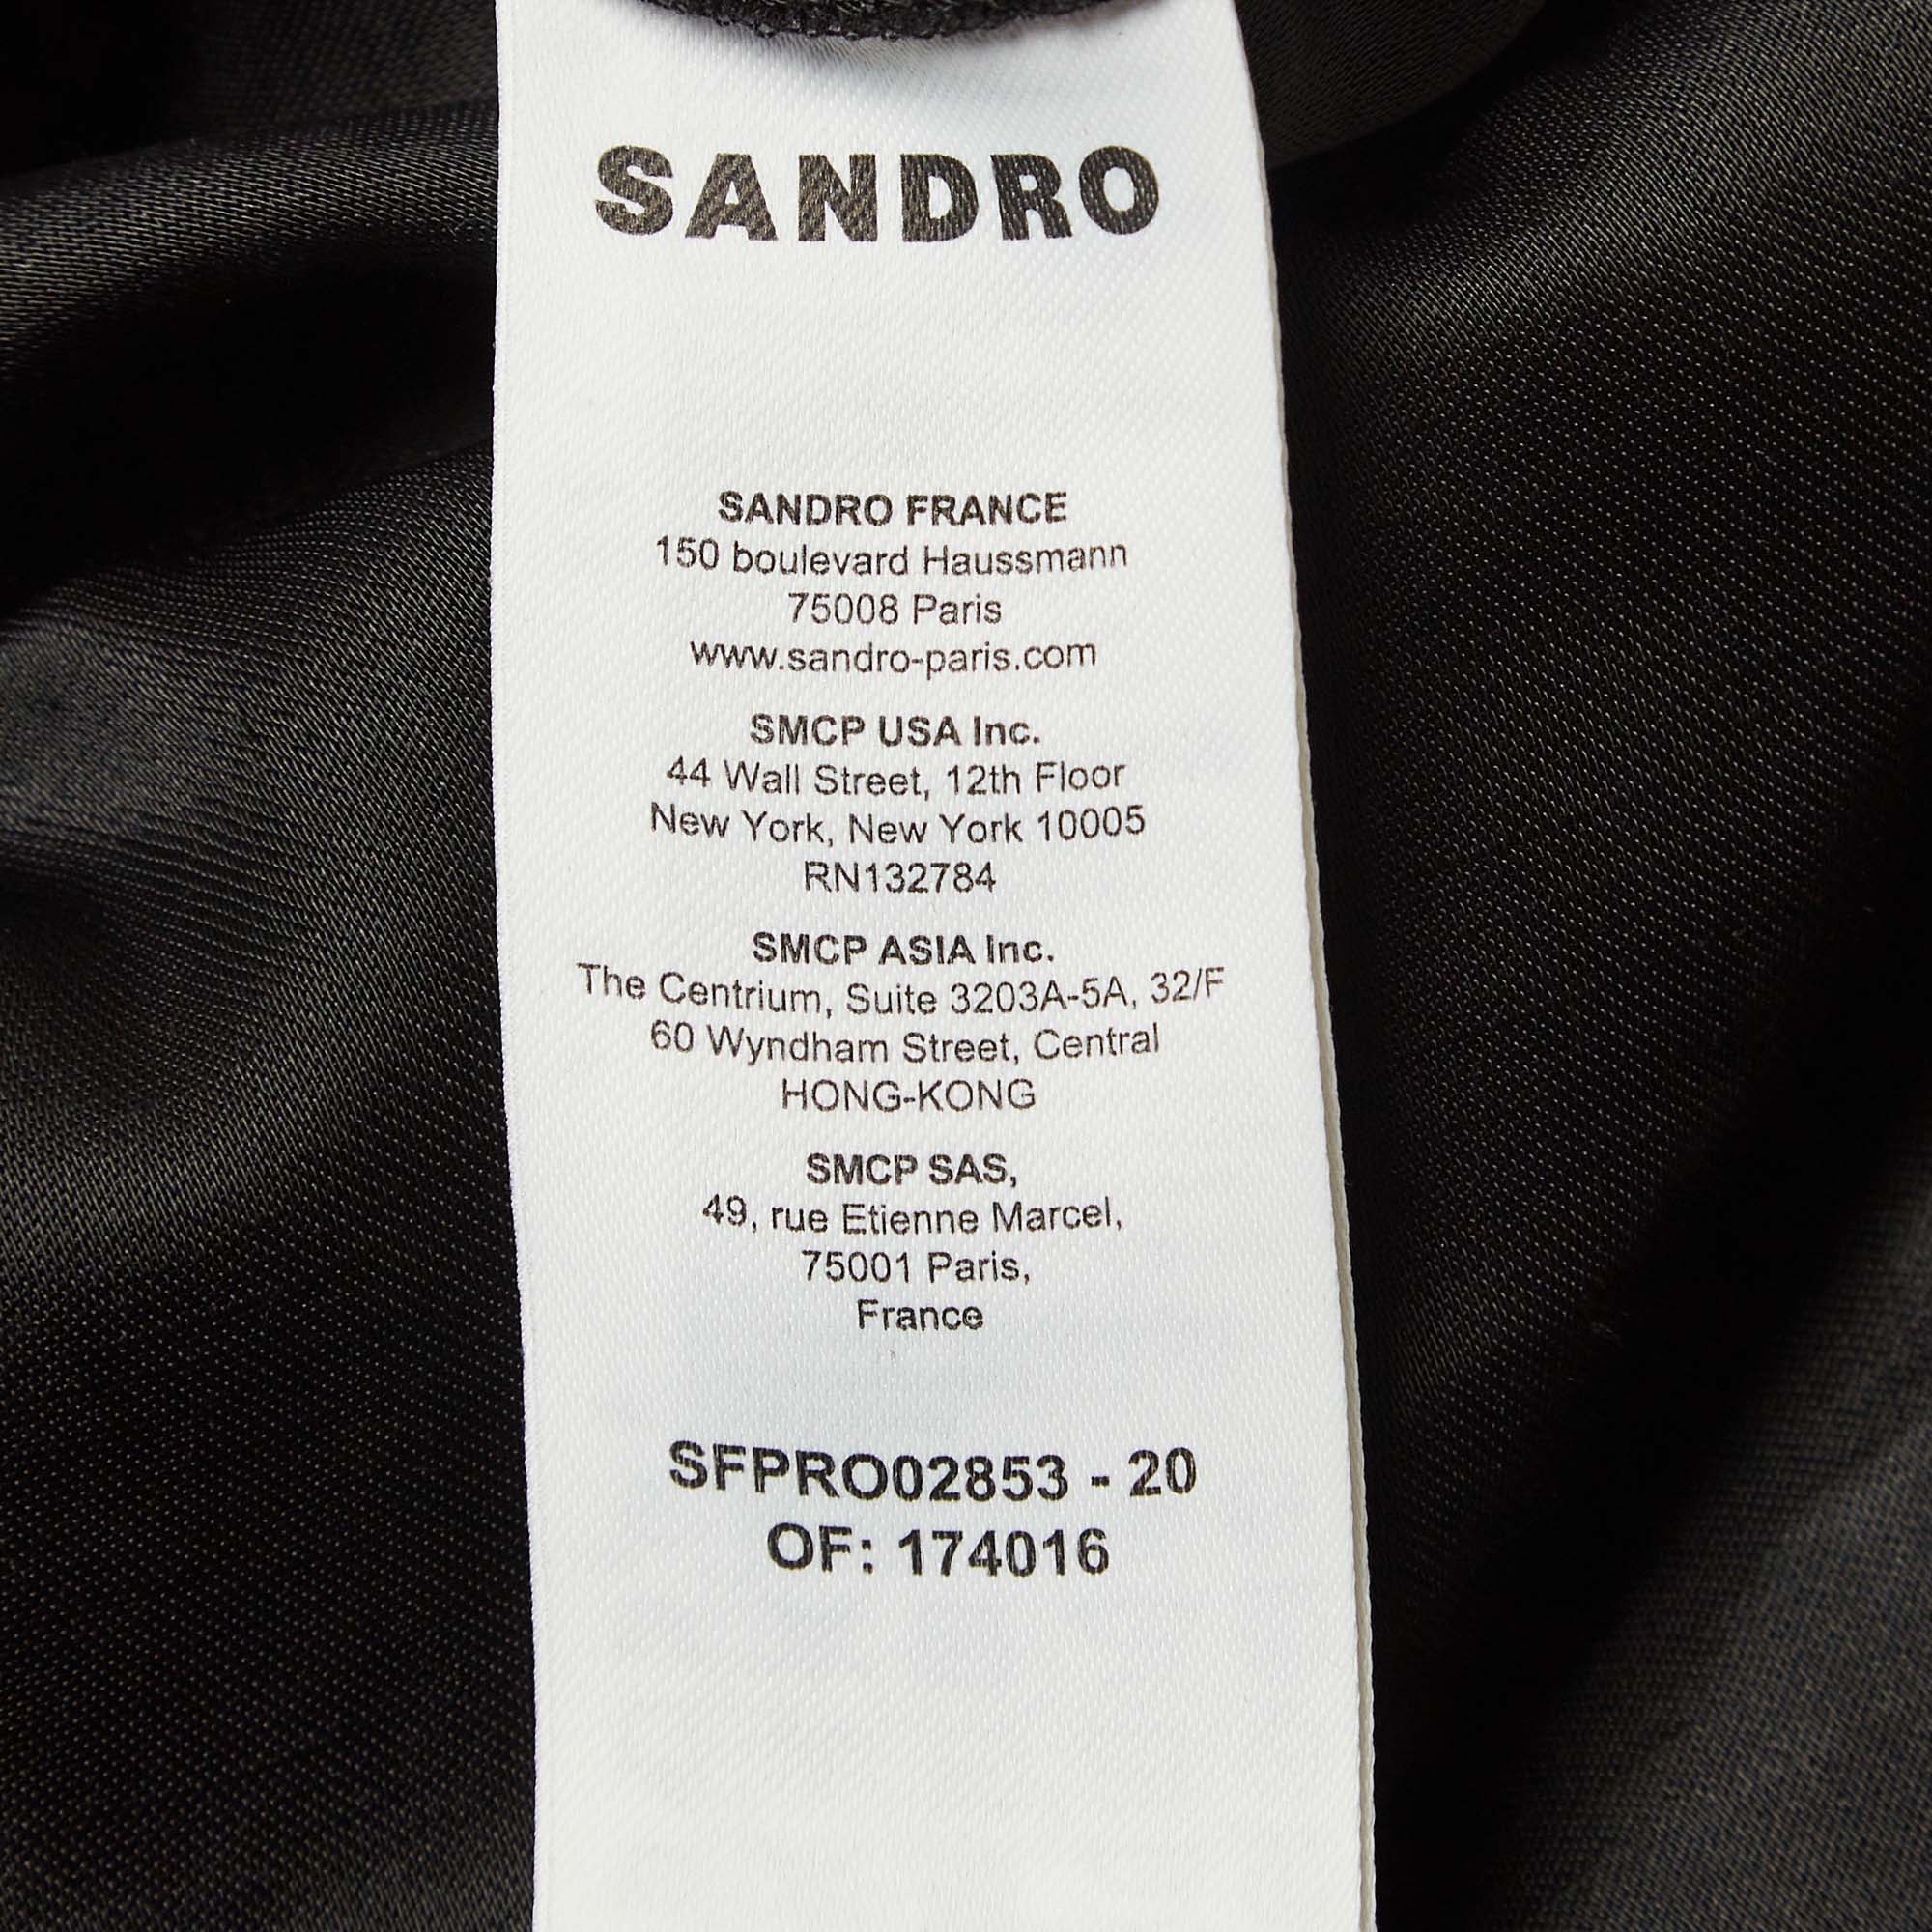 SANDRO
SANDRO FRANCE
150 boulevard Haussmann
75008 Paris
www.sandro-paris.com
SMCP USA Inc.
44 Wall Street, 12th Floor
New York, New York 10005
RN132784
SMCP ASIA Inc.
The Centrium, Suite 3203A-5A, 32/F
60 Wyndham Street, Central
HONG-KONG
SMCP SAS,
49, rue Etienne Marcel,
75001 Paris,
France
SFPRO02853 - 20
OF: 174016